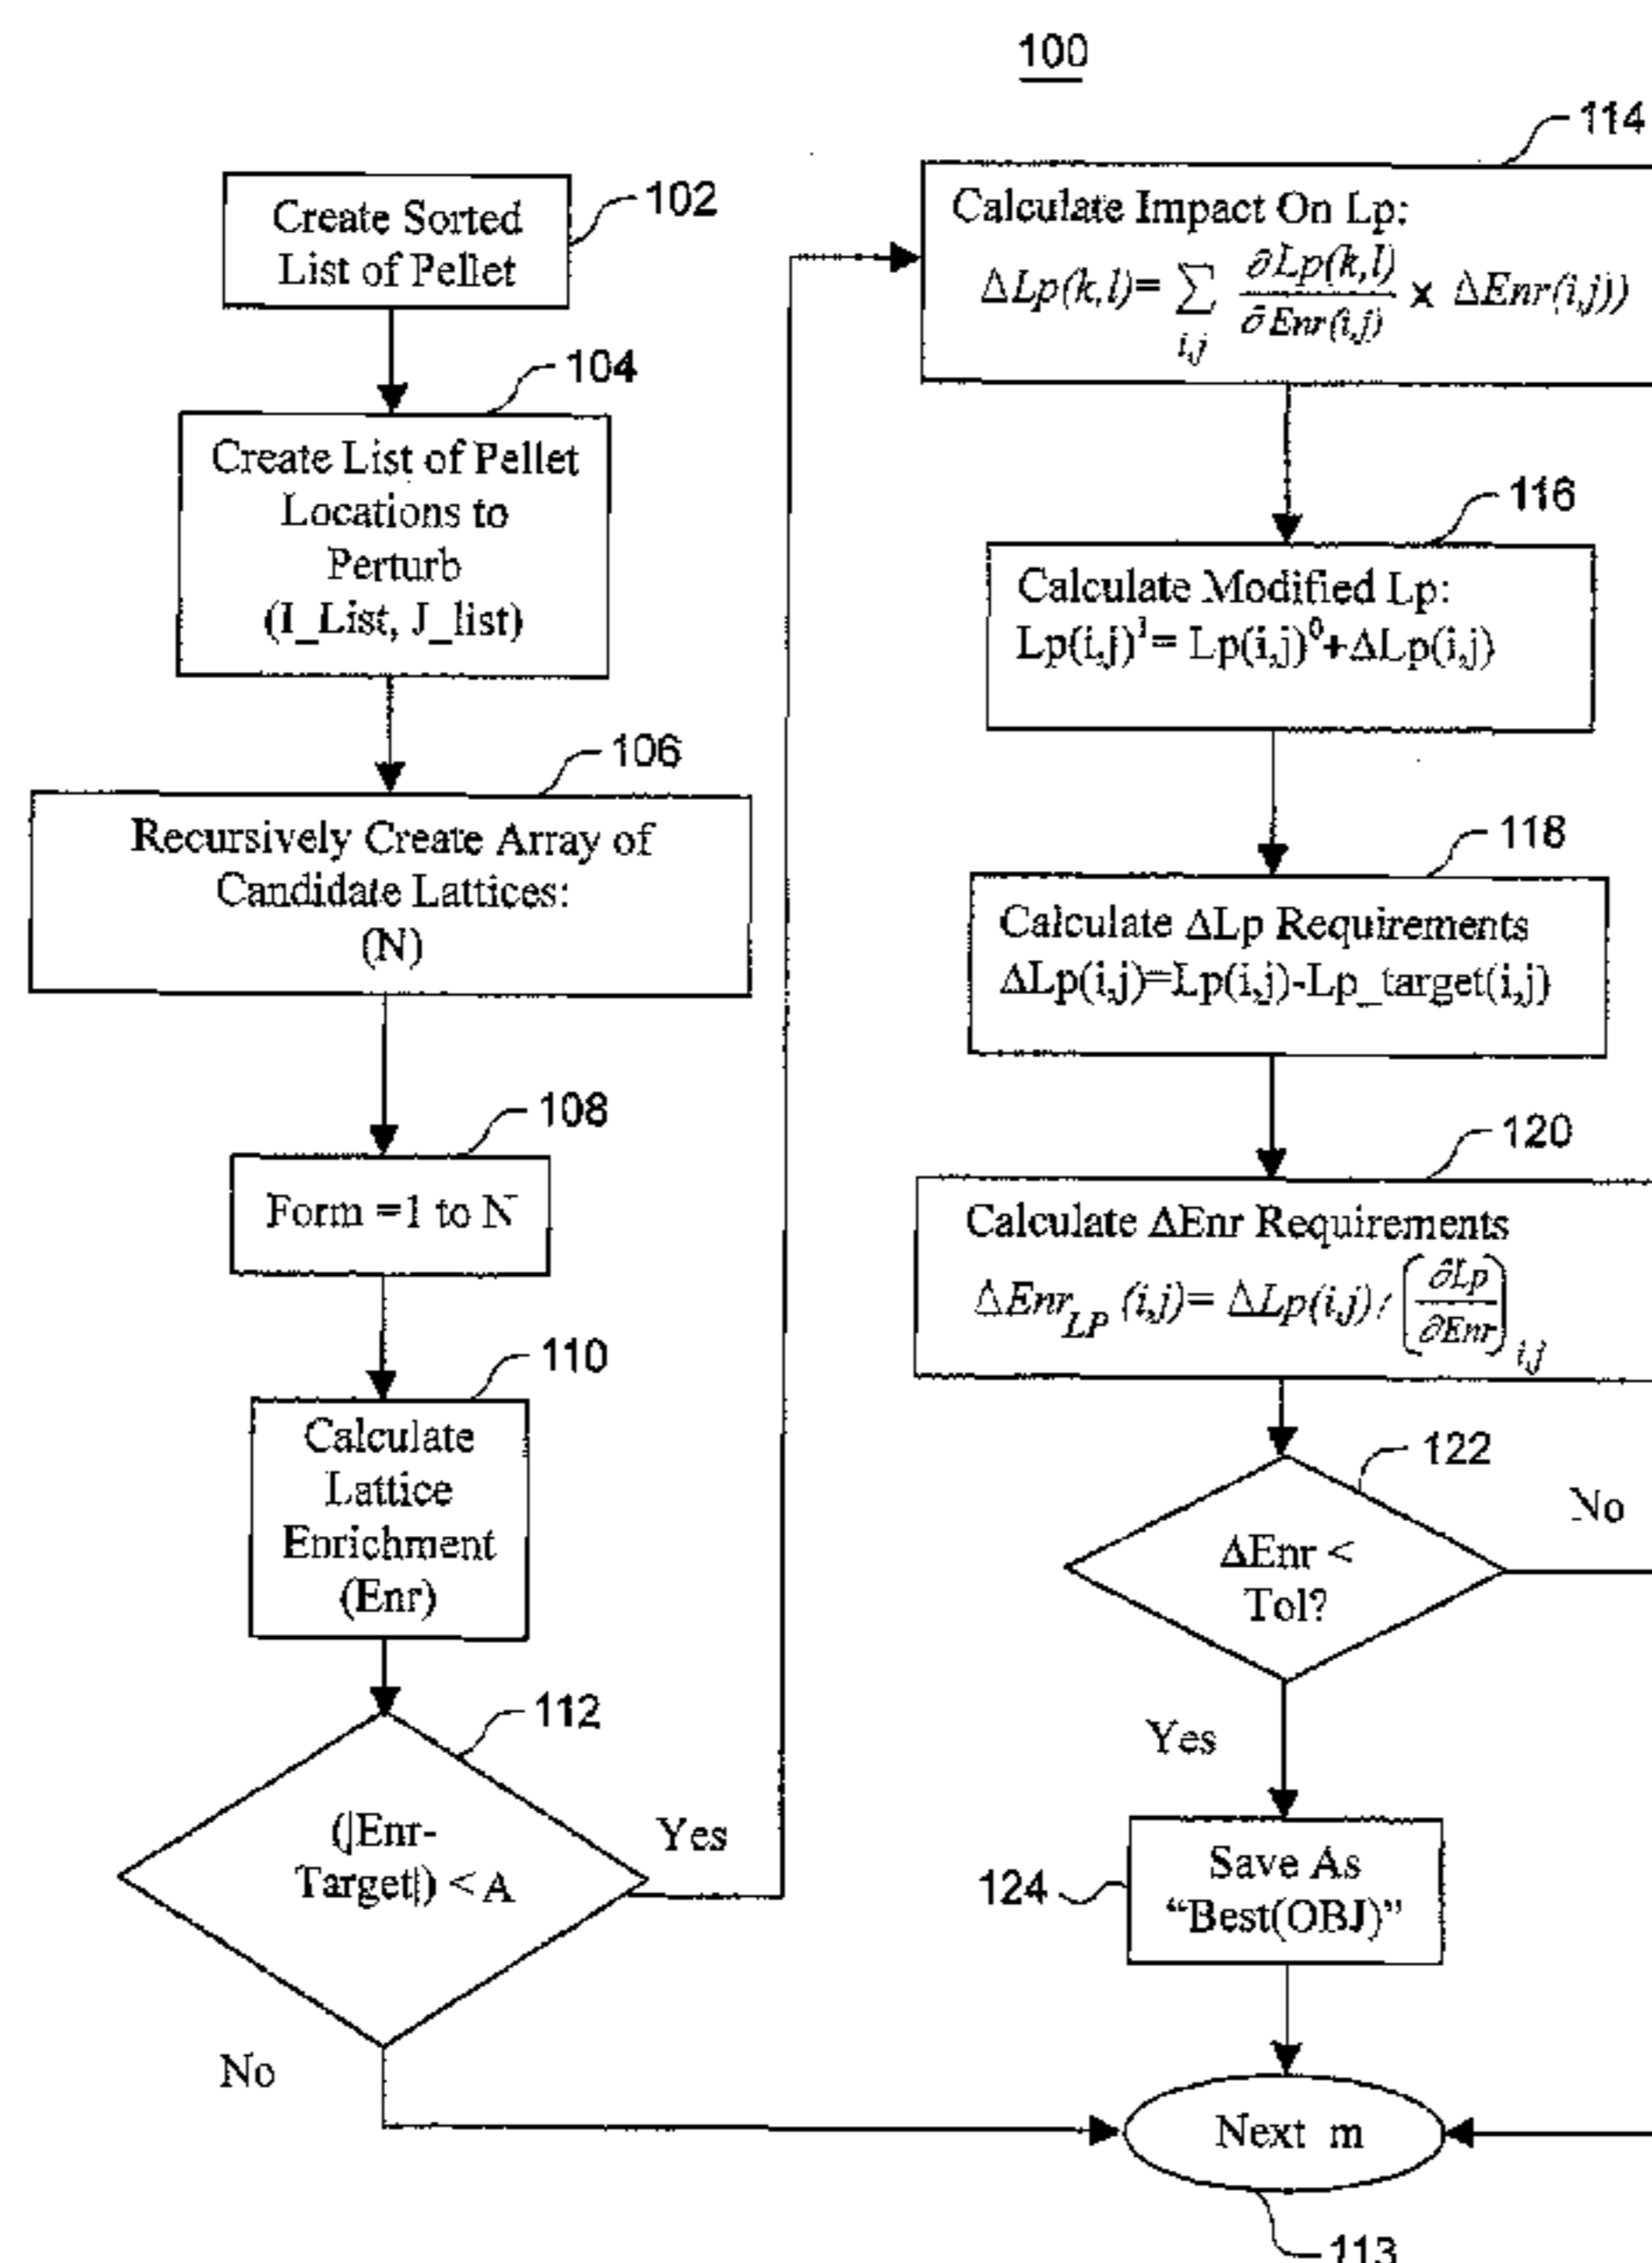 100
102
Create Sorted
List of Pellet
104
Create List of Pellet
Locations to
Perturb
(I_List, J_list)
106
Recursively Create Array of
Candidate Lattices:
(N)
108
Form =1 to N
110
Calculate
Lattice
Enrichment
(Enr)
112
(|Enr-
Target|) < A
Yes
No
114
Calculate Impact On Lp:
ΔLp(k,l)= ∑ i,j ∂Lp(k,l) / ∂Enr(i,j) x ΔEnr(i,j))
116
Calculate Modified Lp:
Lp(i,j)¹= Lp(i,j)⁰+ΔLp(i,j)
118
Calculate ΔLp Requirements
ΔLp(i,j)=Lp(i,j)-Lp_target(i,j)
120
Calculate ΔEnr Requirements
ΔEnr_LP (i,j)= ΔLp(i,j) / (∂Lp / ∂Enr) i,j
122
ΔEnr <
Tol?
No
Yes
124
Save As
“Best(OBJ)”
Next m
113